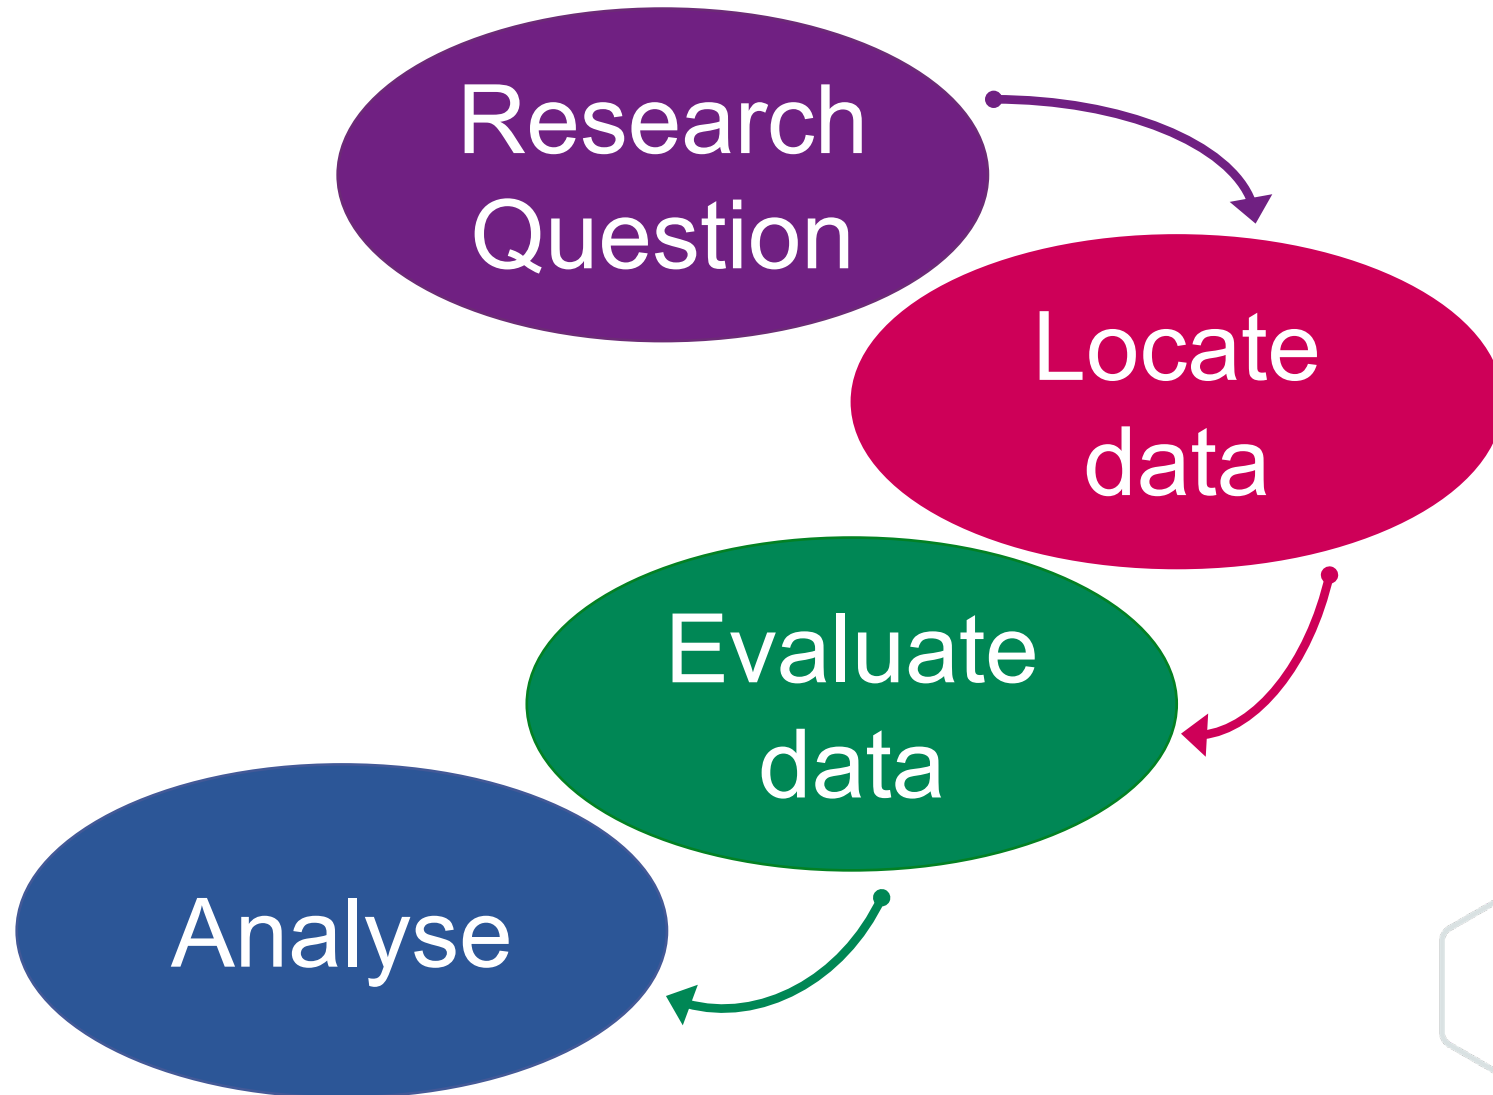 Research
Question
Locate
data
Evaluate
data
Analyse